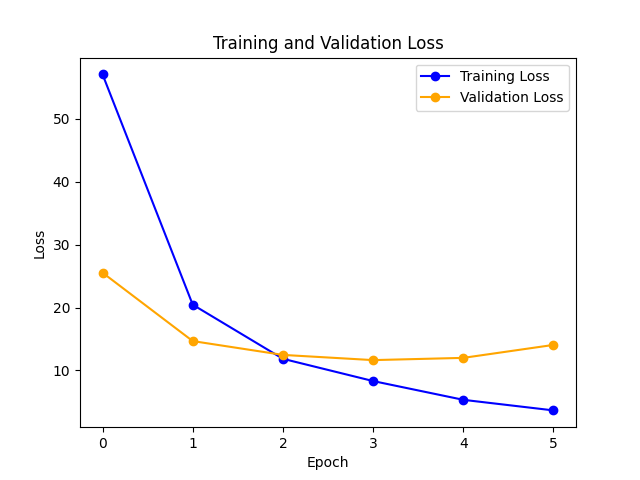 Training and Validation Loss
Training Loss
Validation Loss
50
40
30
20
10
Loss
0 1 2 3 4 5
Epoch